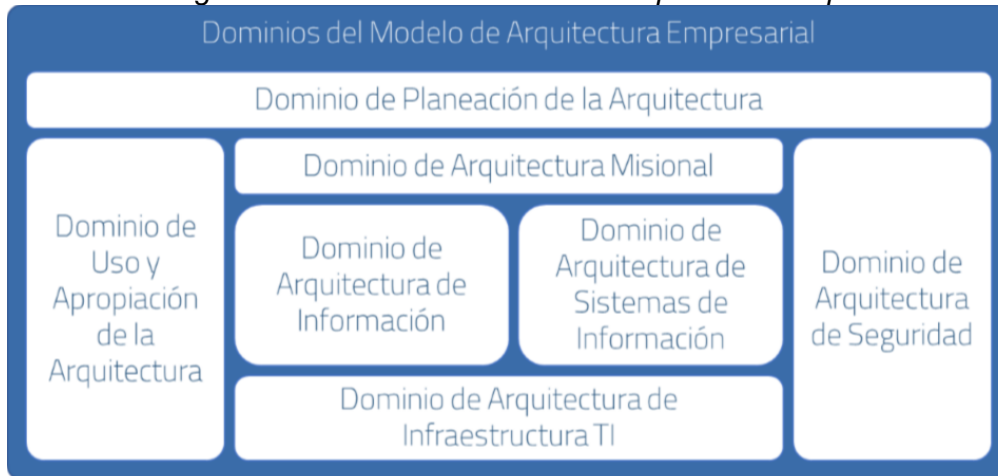 Dominios del Modelo de Arquitectura Empresarial
Dominio de Planeación de la Arquitectura
Dominio de
Uso y
Apropiación
de la
Arquitectura
Dominio de Arquitectura Misional
Dominio de
Arquitectura de
Información
Dominio de
Arquitectura de
Sistemas de
Información
Dominio de Arquitectura de
Infraestructura TI
Dominio de
Arquitectura
de Seguridad